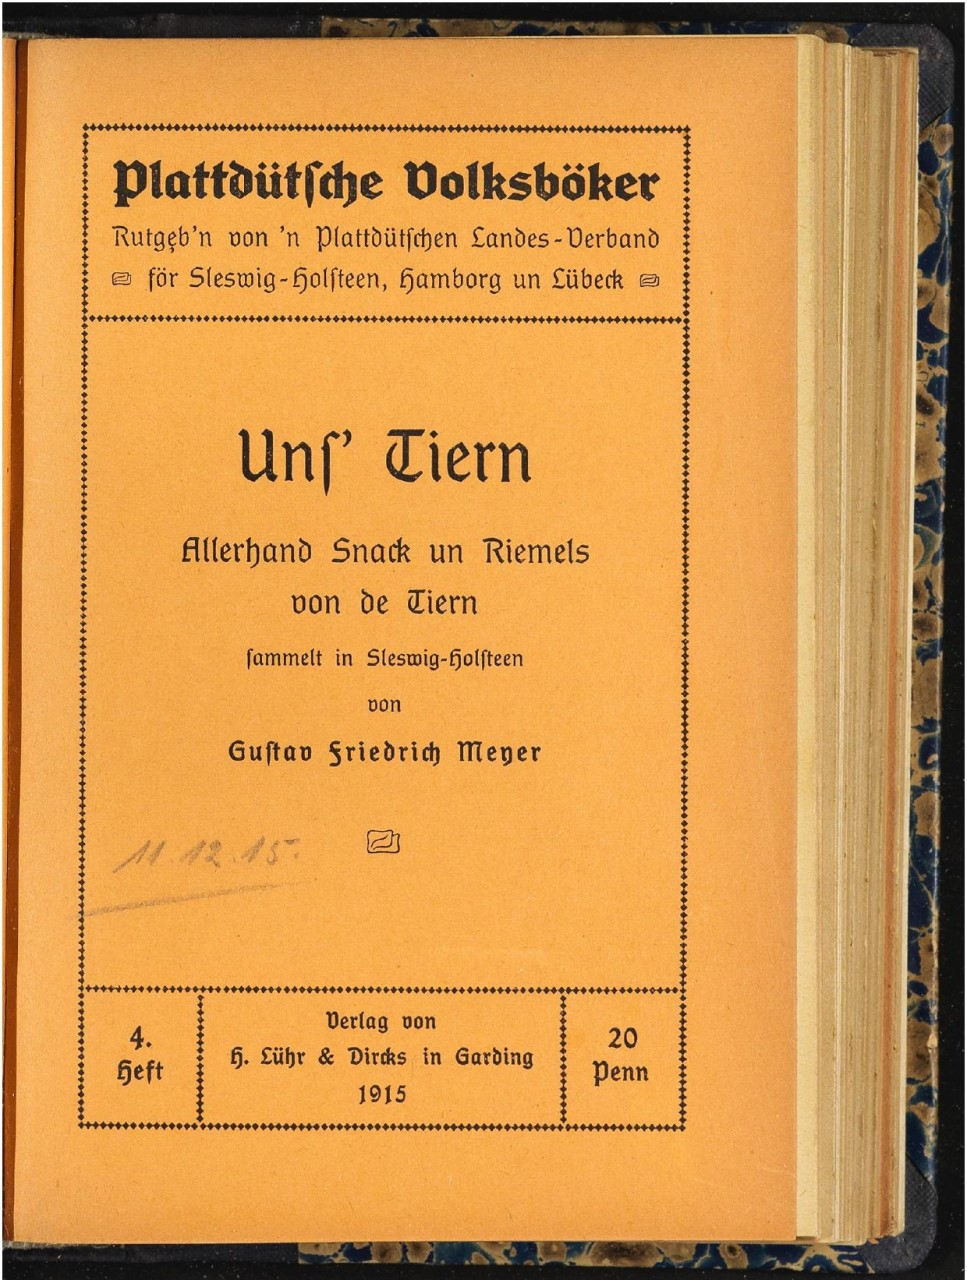 Plattdütſche Volksböker
Rutgęb'n von 'n Plattdütſchen Landes-Verband
för Sleswig-Holſteen, Hamborg un Lübeck
Unſ' Tiern
Allerhand Snack un Riemels
von de Tiern
ſammelt in Sleswig-Holſteen
von
Guſtav Friedrich Meyer
11.12.15.
4.
Heft
Verlag von
H. Lühr & Dircks in Garding
1915
20
Penn